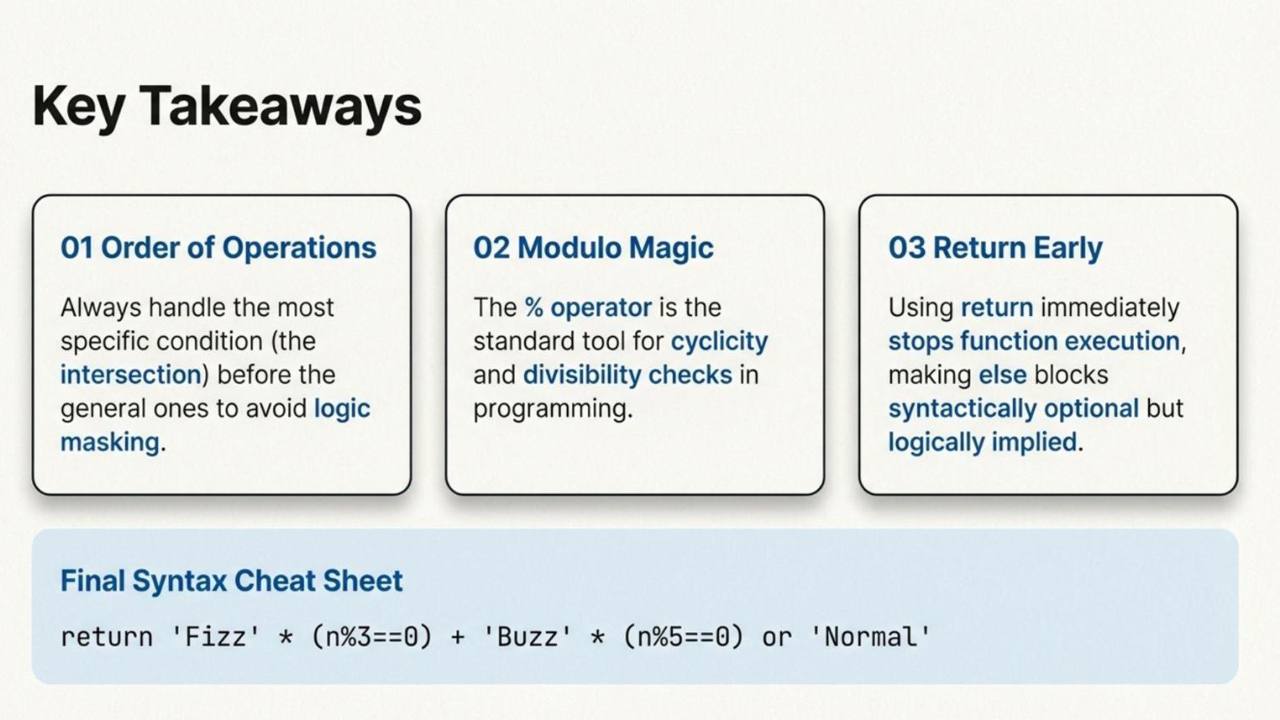 Key Takeaways
01 Order of Operations
Always handle the most
specific condition (the
intersection) before the
general ones to avoid logic
masking.
02 Modulo Magic
The % operator is the
standard tool for cyclicity
and divisibility checks in
programming.
03 Return Early
Using return immediately
stops function execution,
making else blocks
syntactically optional but
logically implied.
Final Syntax Cheat Sheet
return 'Fizz' * (n%3==0) + 'Buzz' * (n%5==0) or 'Normal'